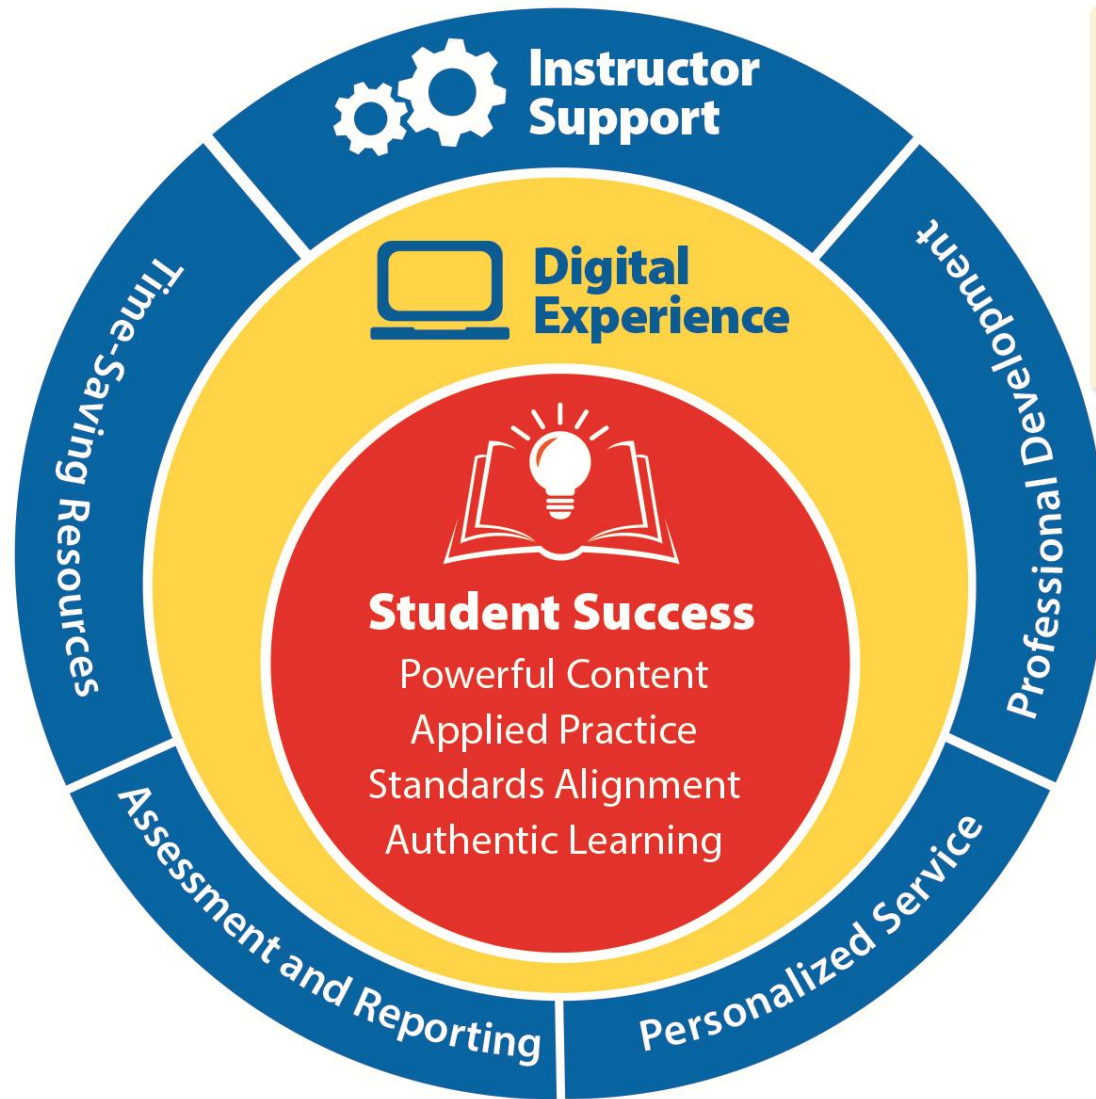 Instructor
Support
Digital
Experience
Student Success
Powerful Content
Applied Practice
Standards Alignment
Authentic Learning
Time-Saving Resources
Assessment and Reporting
Personalized Service
Professional Development